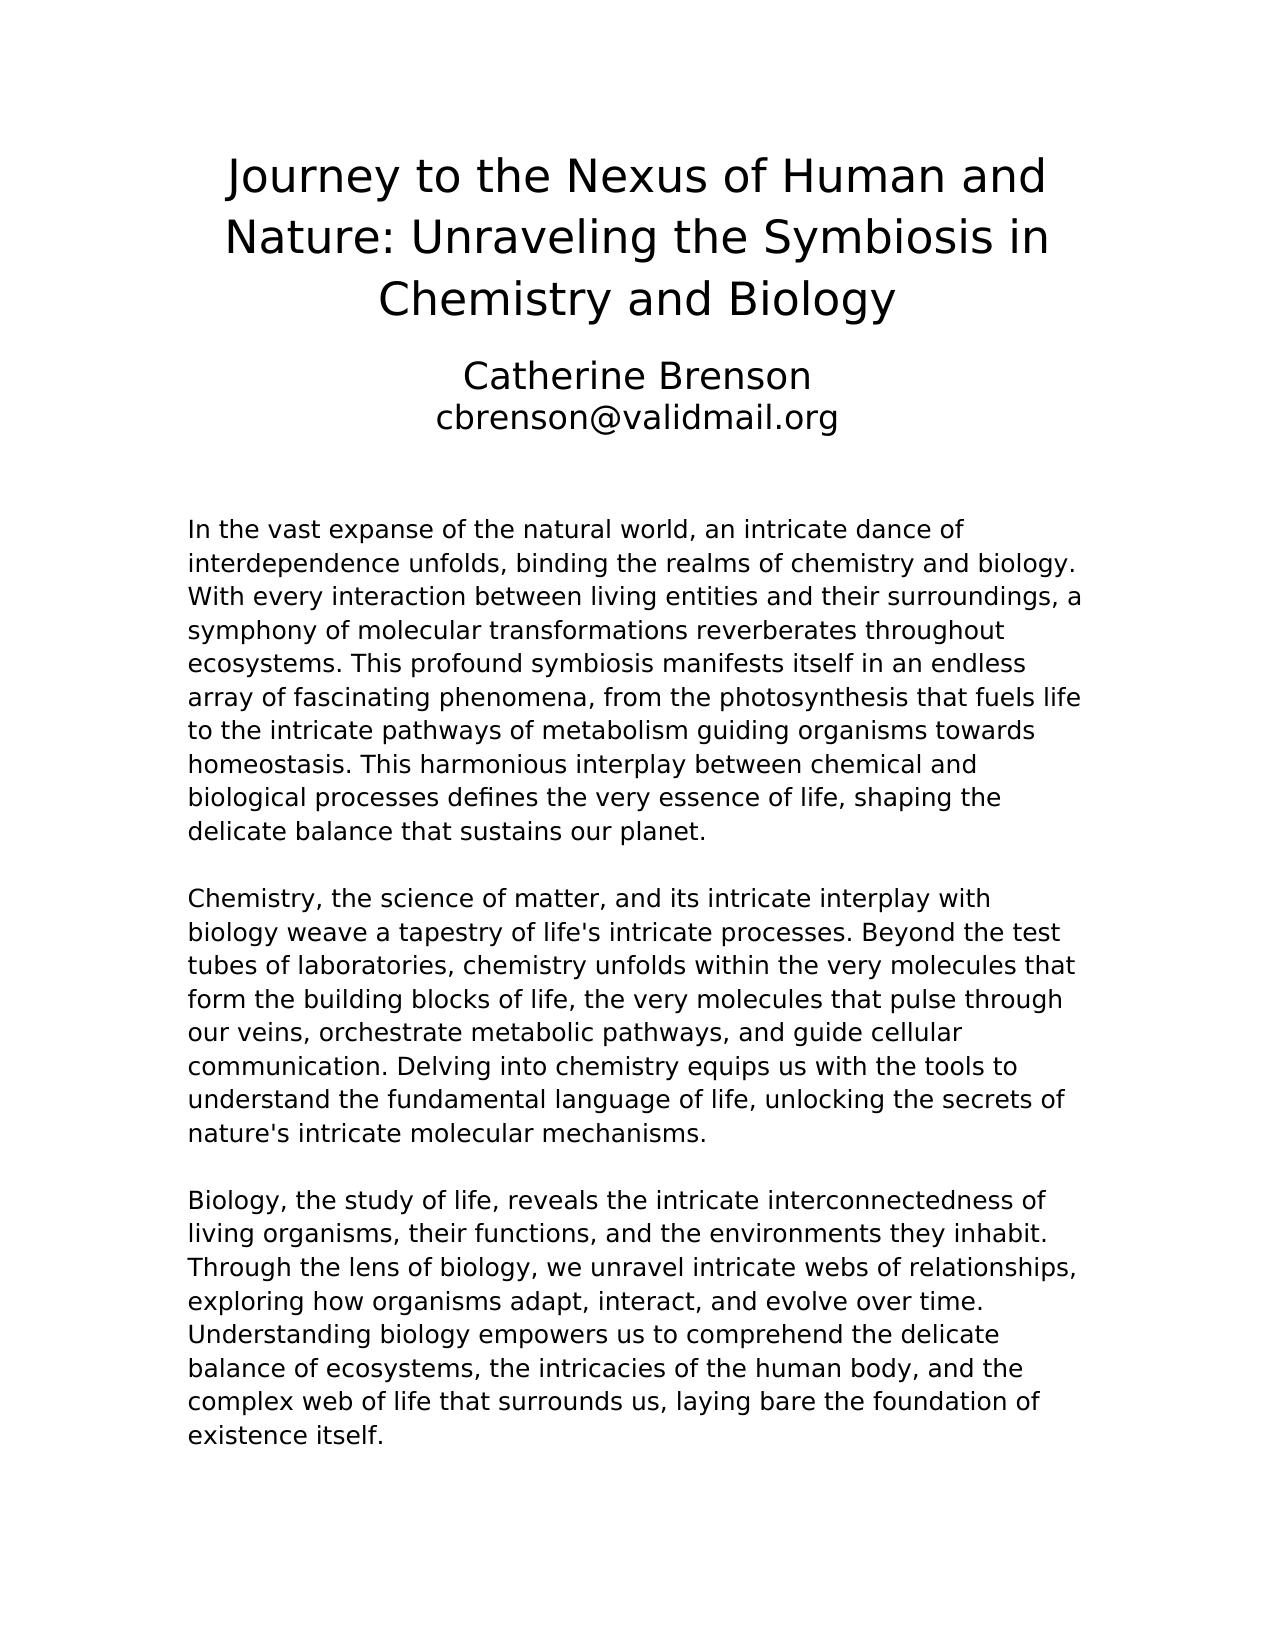 Journey to the Nexus of Human and
Nature: Unraveling the Symbiosis in
Chemistry and Biology
Catherine Brenson
cbrenson@validmail.org
In the vast expanse of the natural world, an intricate dance of
interdependence unfolds, binding the realms of chemistry and biology.
With every interaction between living entities and their surroundings, a
symphony of molecular transformations reverberates throughout
ecosystems. This profound symbiosis manifests itself in an endless
array of fascinating phenomena, from the photosynthesis that fuels life
to the intricate pathways of metabolism guiding organisms towards
homeostasis. This harmonious interplay between chemical and
biological processes defines the very essence of life, shaping the
delicate balance that sustains our planet.
Chemistry, the science of matter, and its intricate interplay with
biology weave a tapestry of life's intricate processes. Beyond the test
tubes of laboratories, chemistry unfolds within the very molecules that
form the building blocks of life, the very molecules that pulse through
our veins, orchestrate metabolic pathways, and guide cellular
communication. Delving into chemistry equips us with the tools to
understand the fundamental language of life, unlocking the secrets of
nature's intricate molecular mechanisms.
Biology, the study of life, reveals the intricate interconnectedness of
living organisms, their functions, and the environments they inhabit.
Through the lens of biology, we unravel intricate webs of relationships,
exploring how organisms adapt, interact, and evolve over time.
Understanding biology empowers us to comprehend the delicate
balance of ecosystems, the intricacies of the human body, and the
complex web of life that surrounds us, laying bare the foundation of
existence itself.